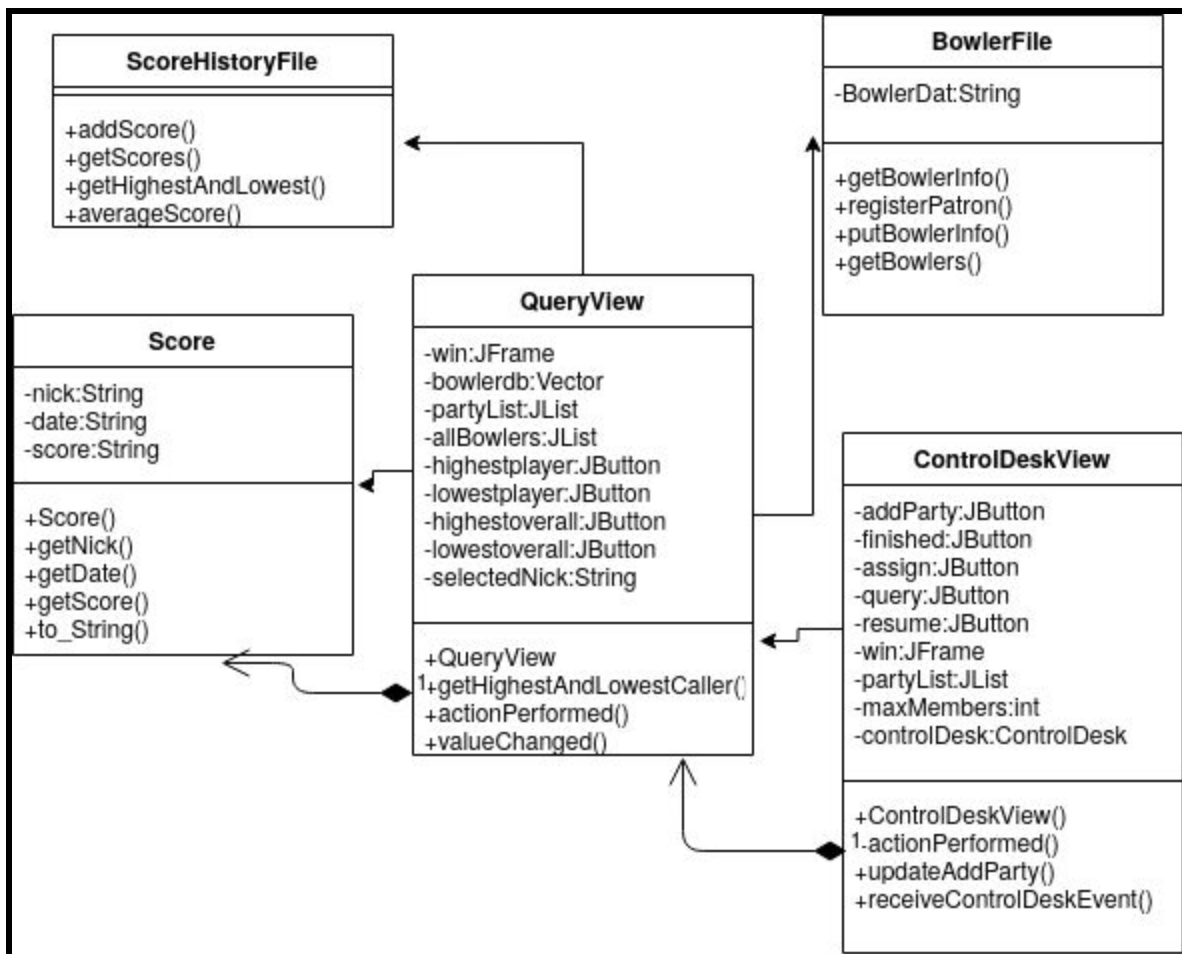 ScoreHistoryFile
+addScore()
+getScores()
+getHighestAndLowest()
+averageScore()
BowlerFile
-BowlerDat:String
+getBowlerInfo()
+registerPatron()
+putBowlerInfo()
+getBowlers()
Score
-nick:String
-date:String
-score:String
+Score()
+getNick()
+getDate()
+getScore()
+to_String()
QueryView
-win:JFrame
-bowlerdb:Vector
-partyList:JList
-allBowlers:JList
-highestplayer:JButton
-lowestplayer:JButton
-highestoverall:JButton
-lowestoverall:JButton
-selectedNick:String
+QueryView
1
+getHighestAndLowestCaller()
+actionPerformed()
+valueChanged()
ControlDeskView
-addParty:JButton
-finished:JButton
-assign:JButton
-query:JButton
-resume:JButton
-win:JFrame
-partyList:JList
-maxMembers:int
-controlDesk:ControlDesk
+ControlDeskView()
1
-actionPerformed()
+updateAddParty()
+receiveControlDeskEvent()